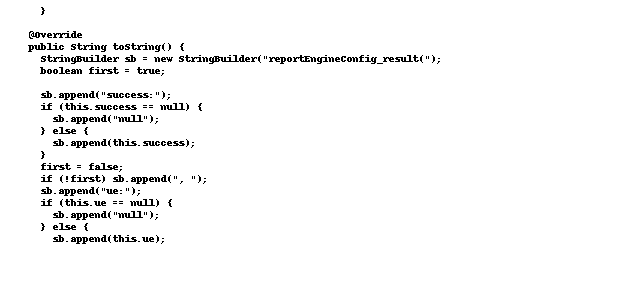 }
@Override
public String toString() {
StringBuilder sb = new StringBuilder("reportEngineConfig_result(");
boolean first = true;
sb.append("success:");
if (this.success == null) {
sb.append("null");
} else {
sb.append(this.success);
}
first = false;
if (!first) sb.append(", ");
sb.append("ue:");
if (this.ue == null) {
sb.append("null");
} else {
sb.append(this.ue);